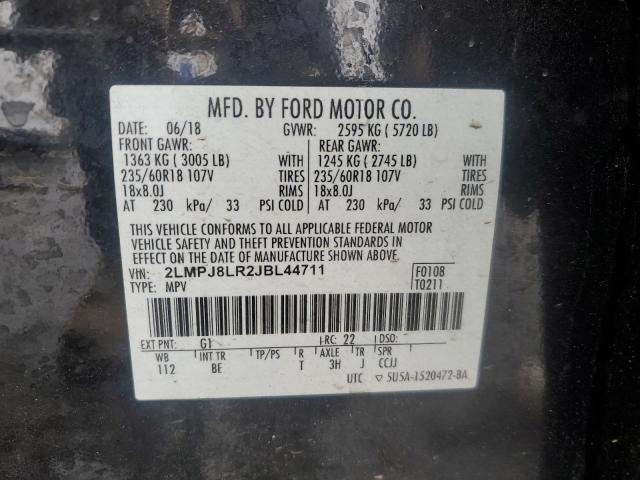 MFD. BY FORD MOTOR CO.
DATE: 06/18 GVWR: 2595 KG ( 5720 LB)
FRONT GAWR: REAR GAWR:
1363 KG ( 3005 LB) WITH 1245 KG ( 2745 LB) WITH
235/60R18 107V TIRES 235/60R18 107V TIRES
18x8.0J RIMS 18x8.0J RIMS
AT 230 kPa/ 33 PSI COLD AT 230 kPa/ 33 PSI COLD
THIS VEHICLE CONFORMS TO ALL APPLICABLE FEDERAL MOTOR
VEHICLE SAFETY AND THEFT PREVENTION STANDARDS IN
EFFECT ON THE DATE OF MANUFACTURE SHOWN ABOVE.
VIN: 2LMPJ8LR2JBL44711 F0108
TYPE: MPV T0211
EXT PNT: G1 RC: 22 DSO:
WB INT TR TP/PS R AXLE TR SPR
112 BE T 3H J CCJJ
UTC ▽ 5U5A-1520472-BA